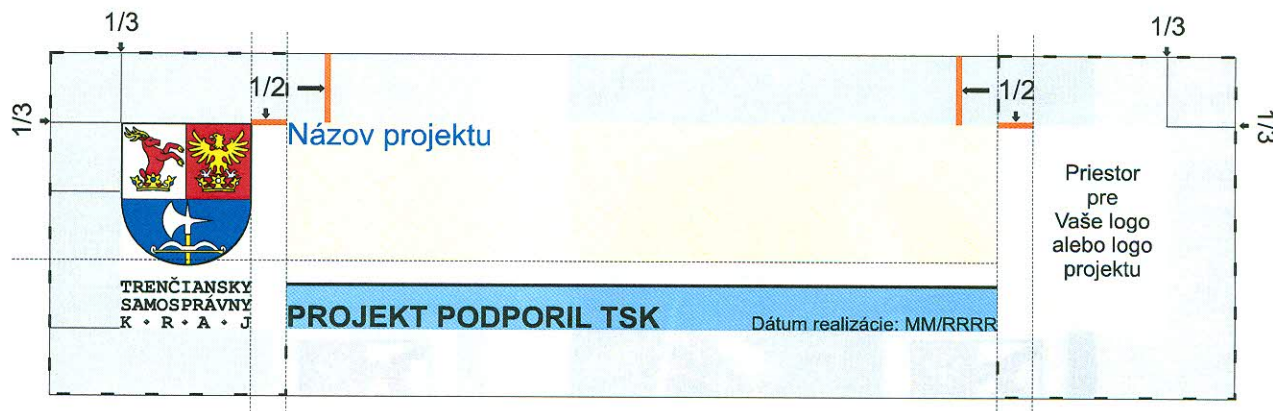 1/3
1/3
1/3
1/2
1/2
1/3
Názov projektu
Priestor
pre
Vaše logo
alebo logo
projektu
TRENČIANSKY
SAMOSPRÁVNY
K · R · A · J
PROJEKT PODPORIL TSK
Dátum realizácie: MM/RRRR